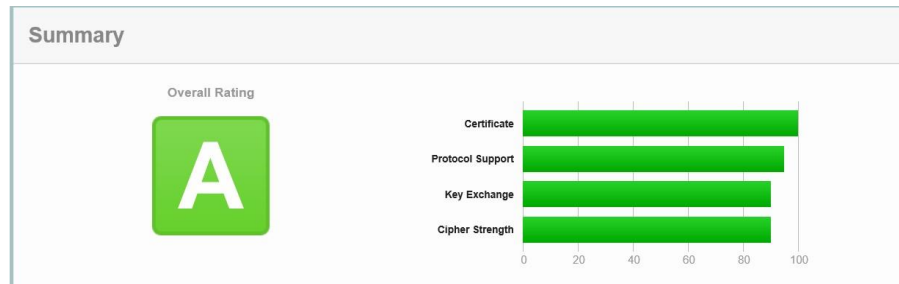 Summary
Overall Rating
A
Certificate
Protocol Support
Key Exchange
Cipher Strength
0 20 40 60 80 100